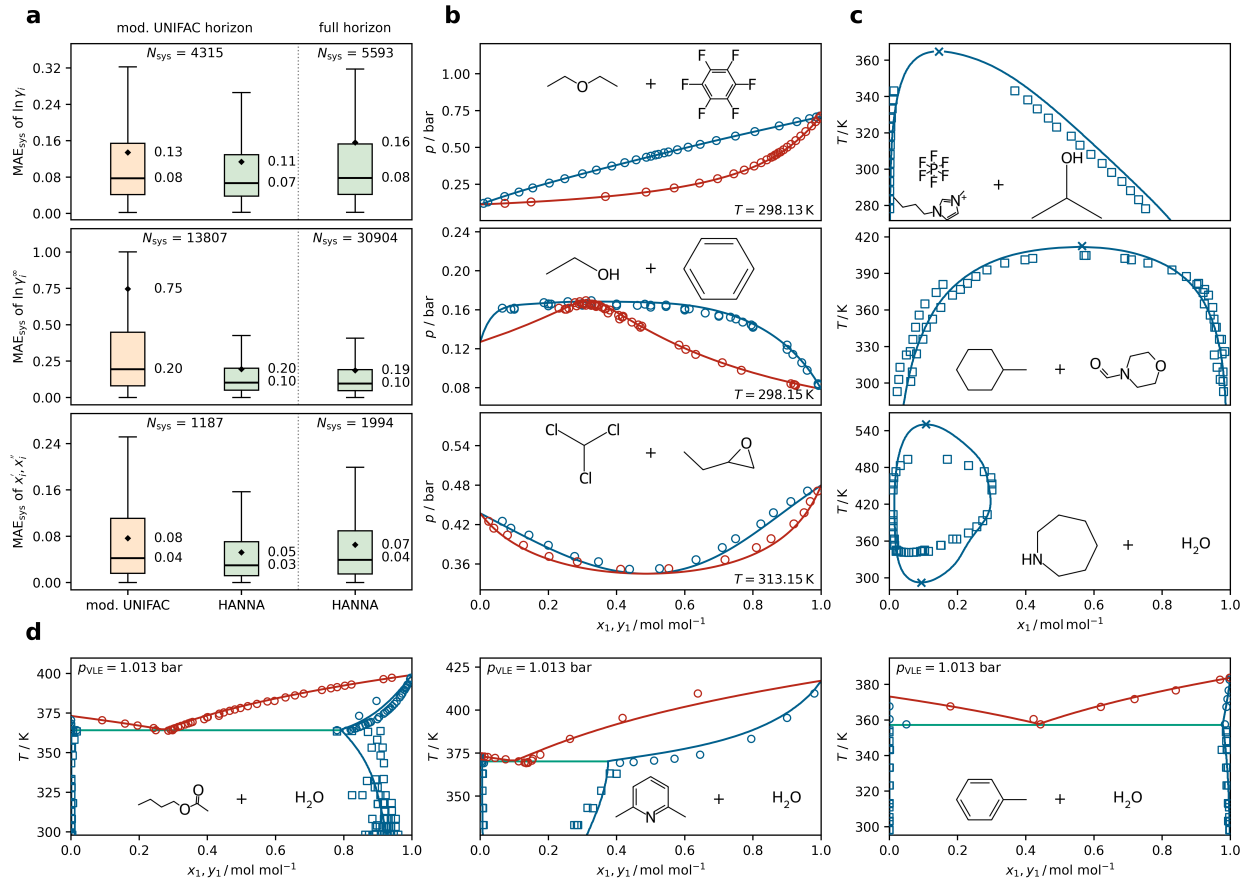 a
mod. UNIFAC horizon
full horizon
N_sys = 4315
N_sys = 5593
MAE_sys of ln γ_i
0.32
0.24
0.16
0.08
0.00
0.13
0.08
0.11
0.07
0.16
0.08
N_sys = 13807
N_sys = 30904
MAE_sys of ln γ_i^∞
1.00
0.75
0.50
0.25
0.00
0.75
0.20
0.20
0.10
0.19
0.10
N_sys = 1187
N_sys = 1994
MAE_sys of x_i′, x_i″
0.24
0.16
0.08
0.00
0.08
0.04
0.05
0.03
0.07
0.04
mod. UNIFAC
HANNA
HANNA
b
p / bar
1.00
0.75
0.50
0.25
O
+
F
F
F
F
F
F
T = 298.13 K
p / bar
0.24
0.20
0.16
0.12
0.08
OH
+
T = 298.15 K
p / bar
0.54
0.48
0.42
0.36
Cl
Cl
Cl
+
O
T = 313.15 K
0.0 0.2 0.4 0.6 0.8 1.0
x₁, y₁ / mol mol⁻¹
c
T / K
360
340
320
300
280
F
F
F
P
F
F
F
N
N⁺
+
OH
T / K
420
390
360
330
300
+
O
N
O
T / K
540
480
420
360
300
HN
+
H₂O
0.0 0.2 0.4 0.6 0.8 1.0
x₁ / mol mol⁻¹
d
p_VLE = 1.013 bar
T / K
400
375
350
325
300
O
O
+
H₂O
0.0 0.2 0.4 0.6 0.8 1.0
x₁, y₁ / mol mol⁻¹
p_VLE = 1.013 bar
T / K
425
400
375
350
N
+
H₂O
0.0 0.2 0.4 0.6 0.8 1.0
x₁, y₁ / mol mol⁻¹
p_VLE = 1.013 bar
T / K
380
360
340
320
300
+
H₂O
0.0 0.2 0.4 0.6 0.8 1.0
x₁, y₁ / mol mol⁻¹